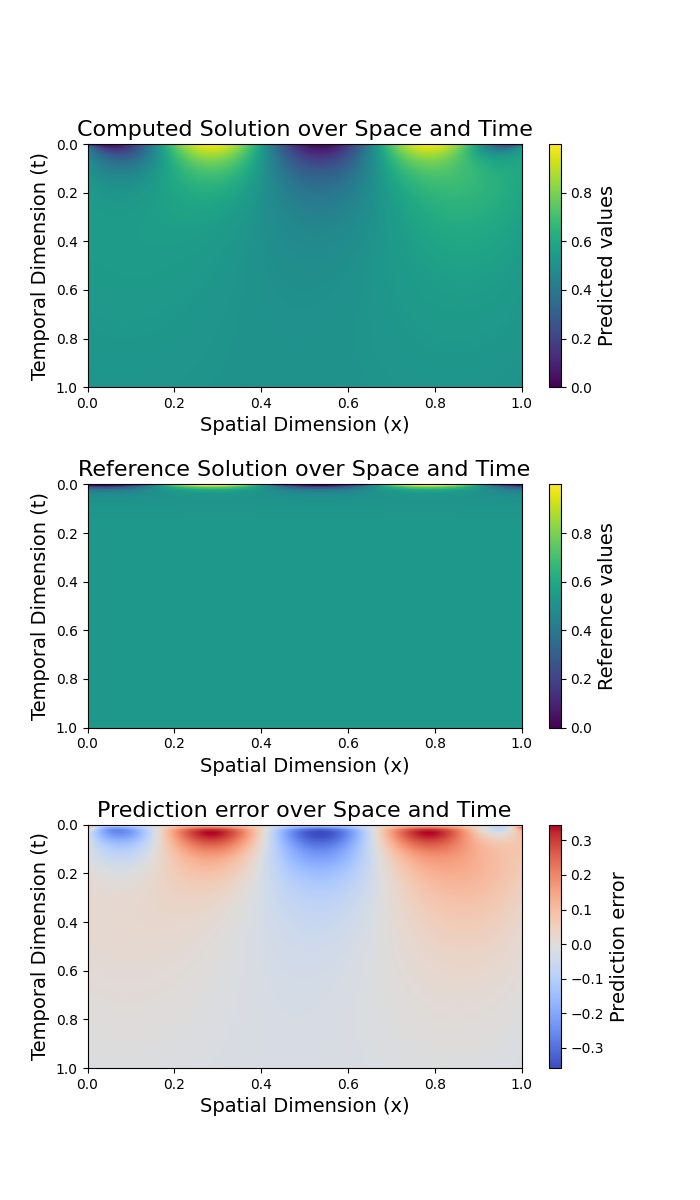 Computed Solution over Space and Time
Temporal Dimension (t)
0.0
0.2
0.4
0.6
0.8
1.0
0.0 0.2 0.4 0.6 0.8 1.0
Spatial Dimension (x)
0.8
0.6
0.4
0.2
0.0
Predicted values
Reference Solution over Space and Time
Temporal Dimension (t)
0.0
0.2
0.4
0.6
0.8
1.0
0.0 0.2 0.4 0.6 0.8 1.0
Spatial Dimension (x)
0.8
0.6
0.4
0.2
0.0
Reference values
Prediction error over Space and Time
Temporal Dimension (t)
0.0
0.2
0.4
0.6
0.8
1.0
0.0 0.2 0.4 0.6 0.8 1.0
Spatial Dimension (x)
0.3
0.2
0.1
0.0
−0.1
−0.2
−0.3
Prediction error